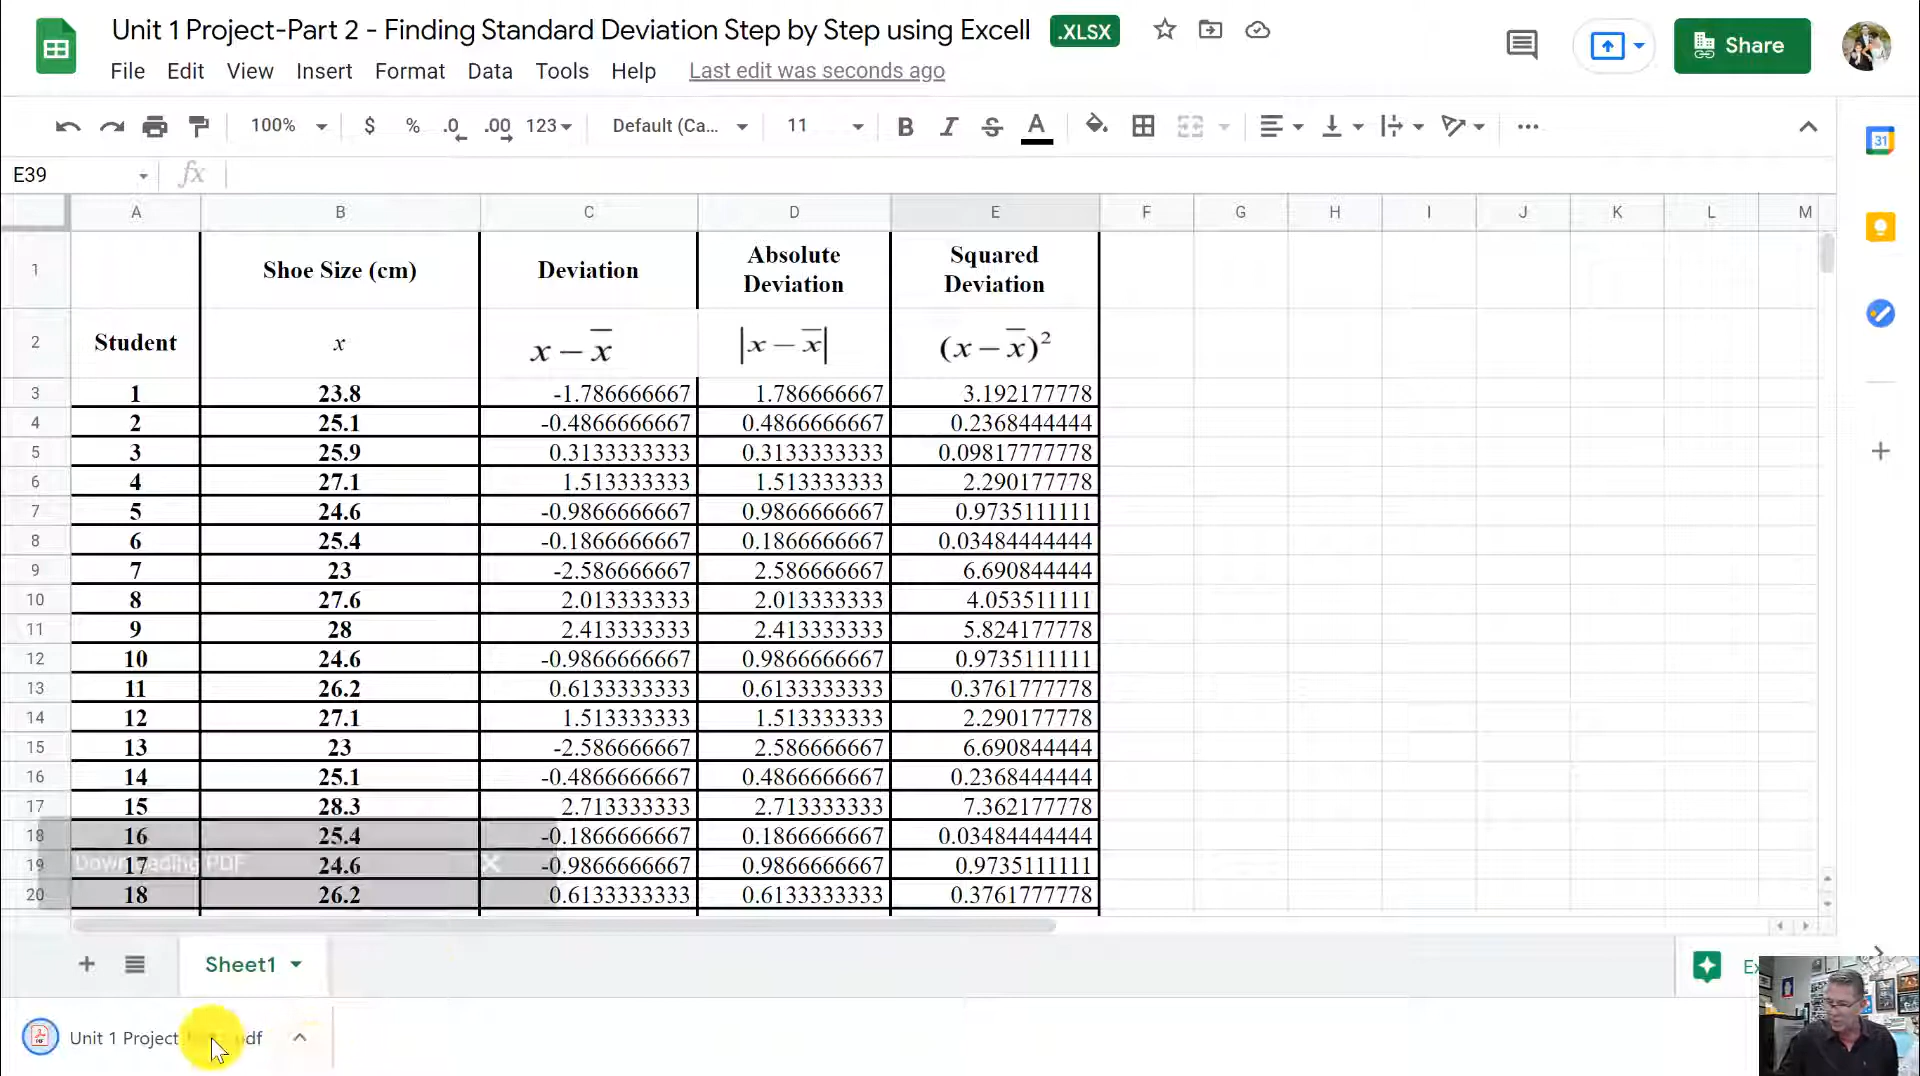 Unit 1 Project-Part 2 - Finding Standard Deviation Step by Step using Excell .XLSX
Share
File Edit View Insert Format Data Tools Help Last edit was seconds ago
100% $ % .0 .00 123 Default (Ca... 11
31
E39 fx
A B C D E F G H I J K L M
1 Shoe Size (cm) Deviation Absolute Deviation Squared Deviation
2 Student x x − x̅ |x − x̅| (x − x̅)²
3 1 23.8 -1.786666667 1.786666667 3.192177778
4 2 25.1 -0.4866666667 0.4866666667 0.2368444444
5 3 25.9 0.3133333333 0.3133333333 0.09817777778
6 4 27.1 1.513333333 1.513333333 2.290177778
7 5 24.6 -0.9866666667 0.9866666667 0.9735111111
8 6 25.4 -0.1866666667 0.1866666667 0.03484444444
9 7 23 -2.586666667 2.586666667 6.690844444
10 8 27.6 2.013333333 2.013333333 4.053511111
11 9 28 2.413333333 2.413333333 5.824177778
12 10 24.6 -0.9866666667 0.9866666667 0.9735111111
13 11 26.2 0.6133333333 0.6133333333 0.3761777778
14 12 27.1 1.513333333 1.513333333 2.290177778
15 13 23 -2.586666667 2.586666667 6.690844444
16 14 25.1 -0.4866666667 0.4866666667 0.2368444444
17 15 28.3 2.713333333 2.713333333 7.362177778
18 16 25.4 -0.1866666667 0.1866666667 0.03484444444
19 17 24.6 -0.9866666667 0.9866666667 0.9735111111
Downloading PDF
20 18 26.2 0.6133333333 0.6133333333 0.3761777778
Sheet1
Unit 1 Project